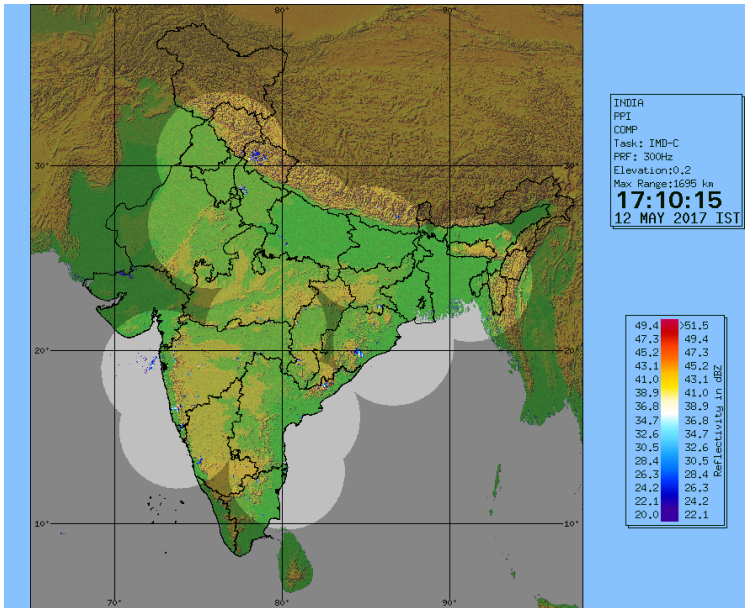 70° 80° 90°
30° 30°
20° 20°
10° 10°
70° 80° 90°
INDIA
PPI
COMP
Task: IMD-C
PRF: 300Hz
Elevation:0.2
Max Range:1695 km
17:10:15
12 MAY 2017 IST
49.4 >51.5
47.3 49.4
45.2 47.3
43.1 45.2
41.0 43.1
38.9 41.0
36.8 38.9
34.7 36.8
32.6 34.7
30.5 32.6
28.4 30.5
26.3 28.4
24.2 26.3
22.1 24.2
20.0 22.1
Reflectivity in dBZ